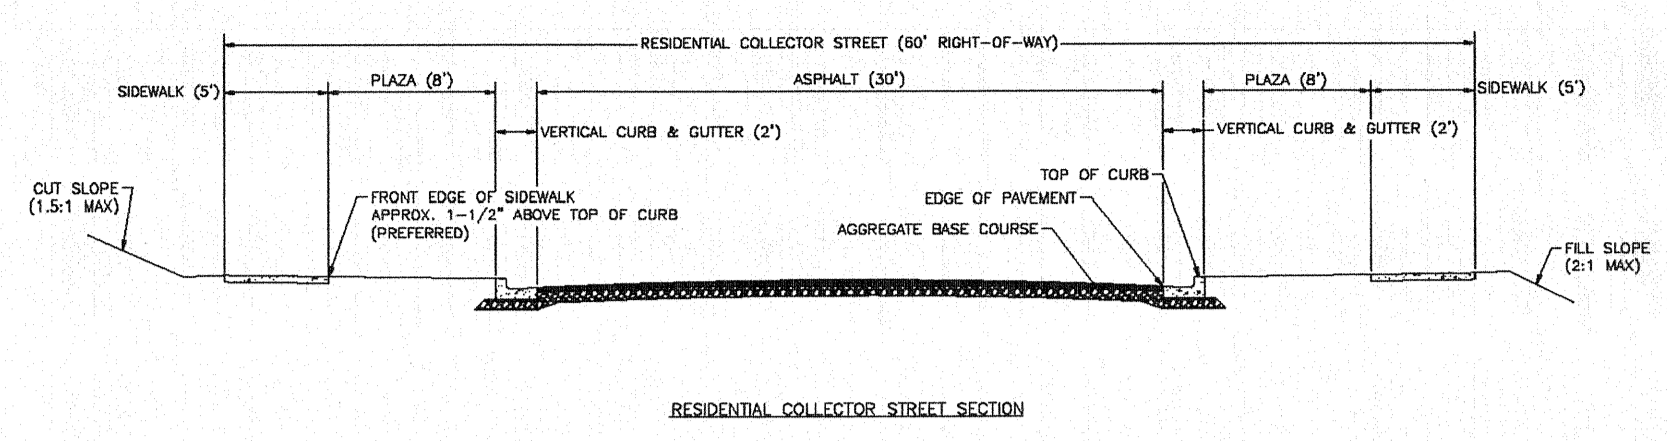 RESIDENTIAL COLLECTOR STREET (60' RIGHT-OF-WAY)
SIDEWALK (5')
PLAZA (8')
ASPHALT (30')
PLAZA (8')
SIDEWALK (5')
VERTICAL CURB & GUTTER (2')
VERTICAL CURB & GUTTER (2')
CUT SLOPE
(1.5:1 MAX)
FRONT EDGE OF SIDEWALK
APPROX. 1-1/2" ABOVE TOP OF CURB
(PREFERRED)
TOP OF CURB
EDGE OF PAVEMENT
AGGREGATE BASE COURSE
FILL SLOPE
(2:1 MAX)
RESIDENTIAL COLLECTOR STREET SECTION